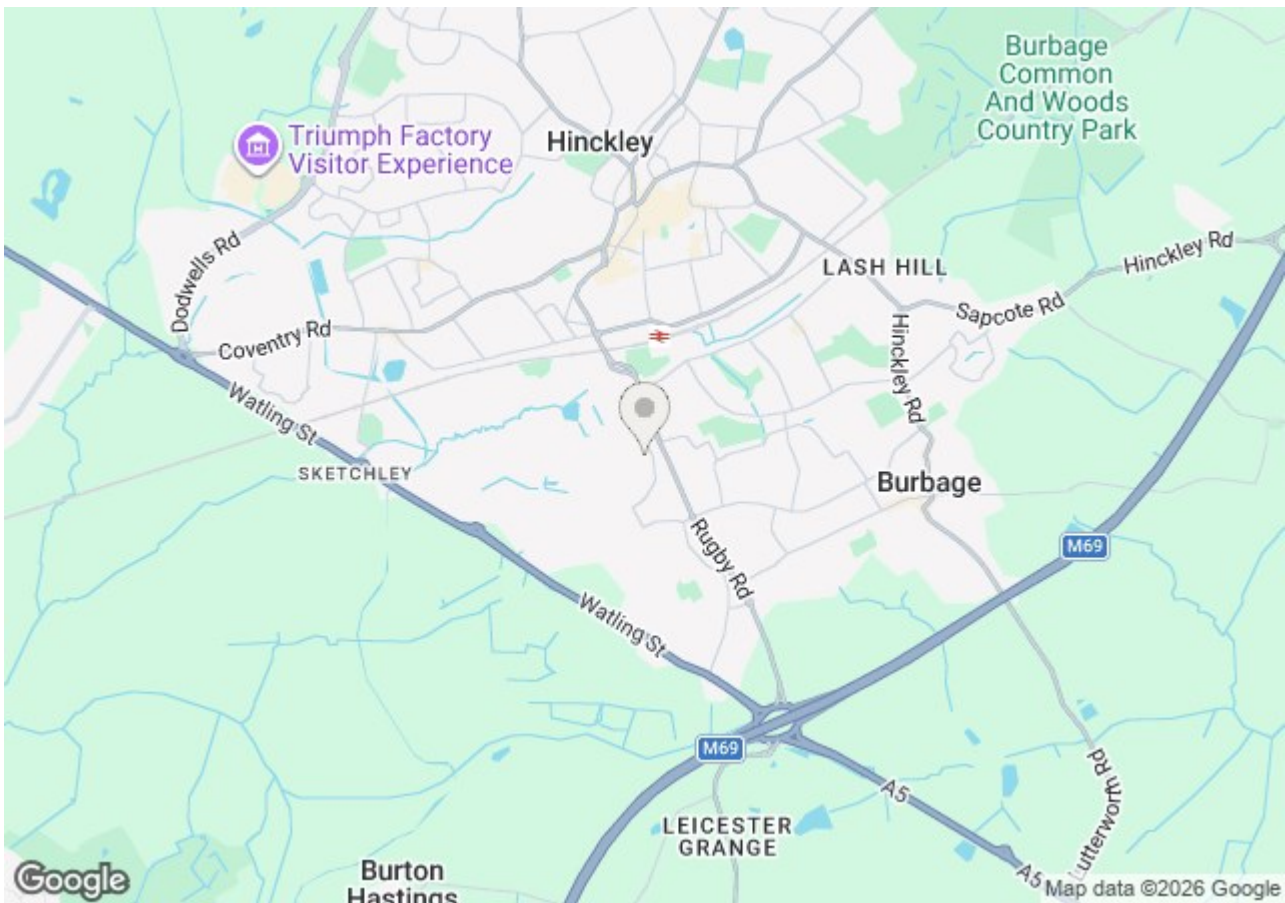 Burbage
Common
And Woods
Country Park
Triumph Factory
Visitor Experience
Hinckley
Dodwells Rd
Hinckley Rd
LASH HILL
Sapcote Rd
Coventry Rd
Hinckley Rd
Watling St
SKETCHLEY
Burbage
Rugby Rd
M69
Watling St
M69
A5
Lutterworth Rd
LEICESTER
GRANGE
Burton
Hastings
A5
Google
Map data ©2026 Google